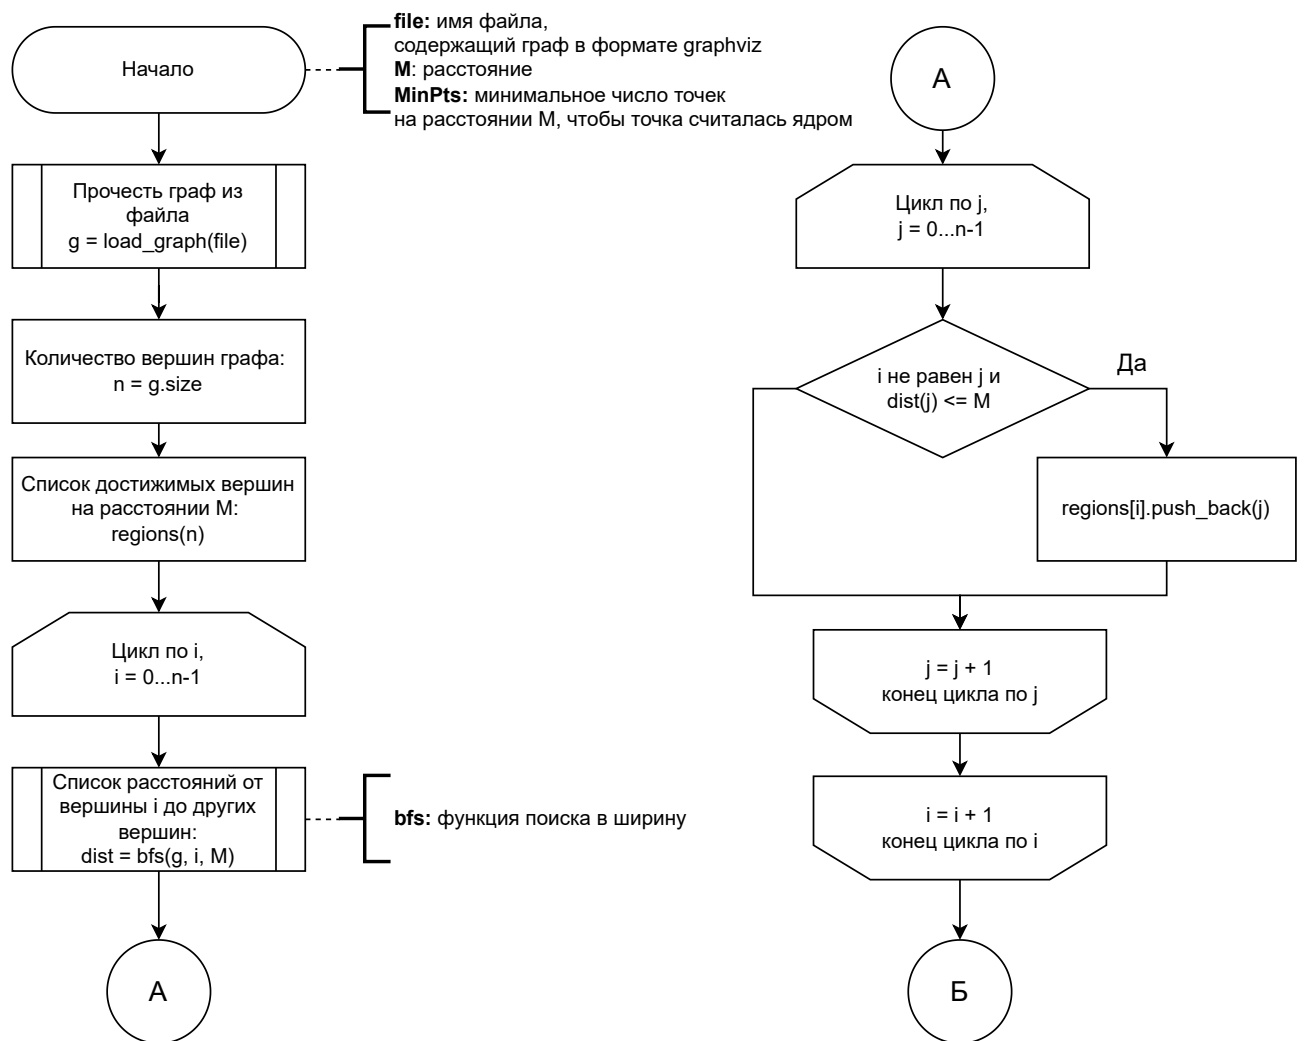 Начало
file: имя файла,
содержащий граф в формате graphviz
M: расстояние
MinPts: минимальное число точек
на расстоянии M, чтобы точка считалась ядром
Прочесть граф из
файла
g = load_graph(file)
Количество вершин графа:
n = g.size
Список достижимых вершин
на расстоянии M:
regions(n)
Цикл по i,
i = 0...n-1
Список расстояний от
вершины i до других
вершин:
dist = bfs(g, i, M)
bfs: функция поиска в ширину
А
А
Цикл по j,
j = 0...n-1
i не равен j и
dist(j) <= M
Да
regions[i].push_back(j)
j = j + 1
конец цикла по j
i = i + 1
конец цикла по i
Б